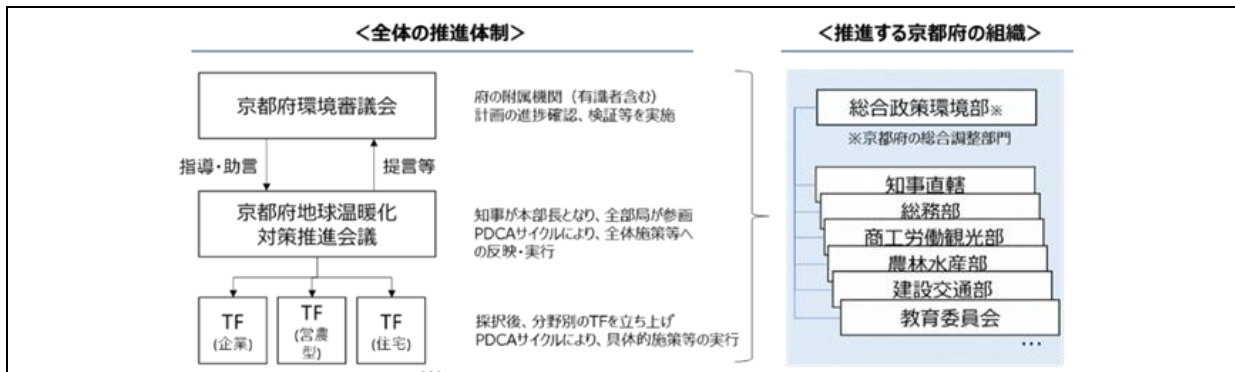 <全体の推進体制>
京都府環境審議会
府の附属機関（有識者含む）
計画の進捗確認、検証等を実施
指導・助言
提言等
京都府地球温暖化
対策推進会議
知事が本部長となり、全部局が参画
PDCAサイクルにより、全体施策等へ
の反映・実行
TF
(企業)
TF
(営農
型)
TF
(住宅)
採択後、分野別のTFを立ち上げ
PDCAサイクルにより、具体的施策等の実行
…
<推進する京都府の組織>
総合政策環境部※
※京都府の総合調整部門
知事直轄
総務部
商工労働観光部
農林水産部
建設交通部
教育委員会
…